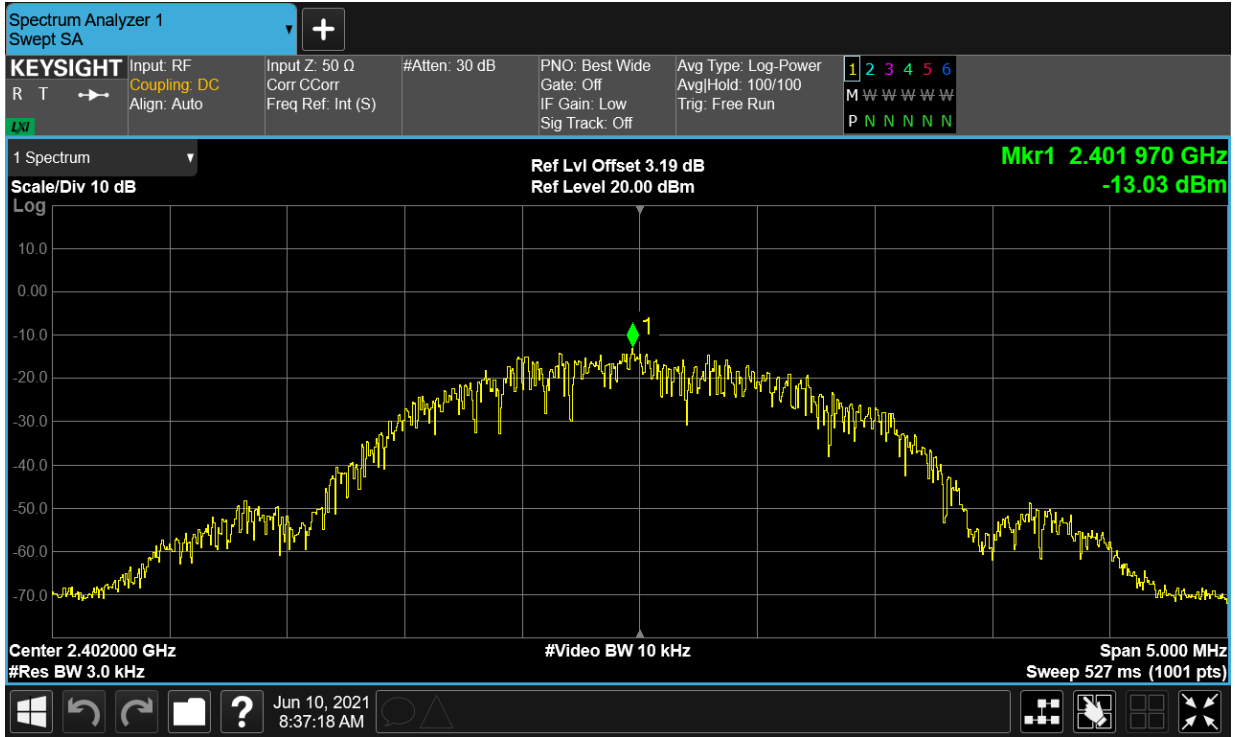 Spectrum Analyzer 1
Swept SA
+
KEYSIGHT
R T
LXI
Input: RF
Coupling: DC
Align: Auto
Input Z: 50 Ω
Corr CCorr
Freq Ref: Int (S)
#Atten: 30 dB
PNO: Best Wide
Gate: Off
IF Gain: Low
Sig Track: Off
Avg Type: Log-Power
Avg|Hold: 100/100
Trig: Free Run
1 2 3 4 5 6
M W W W W W W
P N N N N N N
1 Spectrum
Scale/Div 10 dB
Log
Ref Lvl Offset 3.19 dB
Ref Level 20.00 dBm
Mkr1 2.401 970 GHz
-13.03 dBm
10.0
0.00
-10.0
-20.0
-30.0
-40.0
-50.0
-60.0
-70.0
1
Center 2.402000 GHz
#Video BW 10 kHz
Span 5.000 MHz
#Res BW 3.0 kHz
Sweep 527 ms (1001 pts)
?
Jun 10, 2021
8:37:18 AM